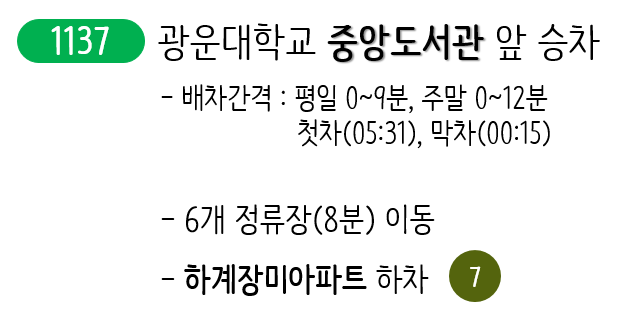 1137 광운대학교 중앙도서관 앞 승차
- 배차간격 : 평일 0~9분, 주말 0~12분
첫차(05:31), 막차(00:15)
- 6개 정류장(8분) 이동
- 하계장미아파트 하차 7